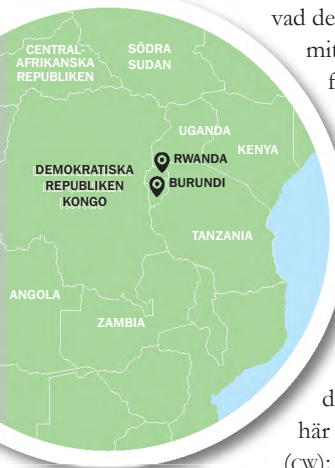 vad de
mit
f
CENTRAL-
AFRIKANSKA
REPUBLIKEN
SÖDRA
SUDAN
UGANDA
KENYA
RWANDA
BURUNDI
DEMOKRATISKA
REPUBLIKEN
KONGO
TANZANIA
ANGOLA
ZAMBIA
d
här
(CW):